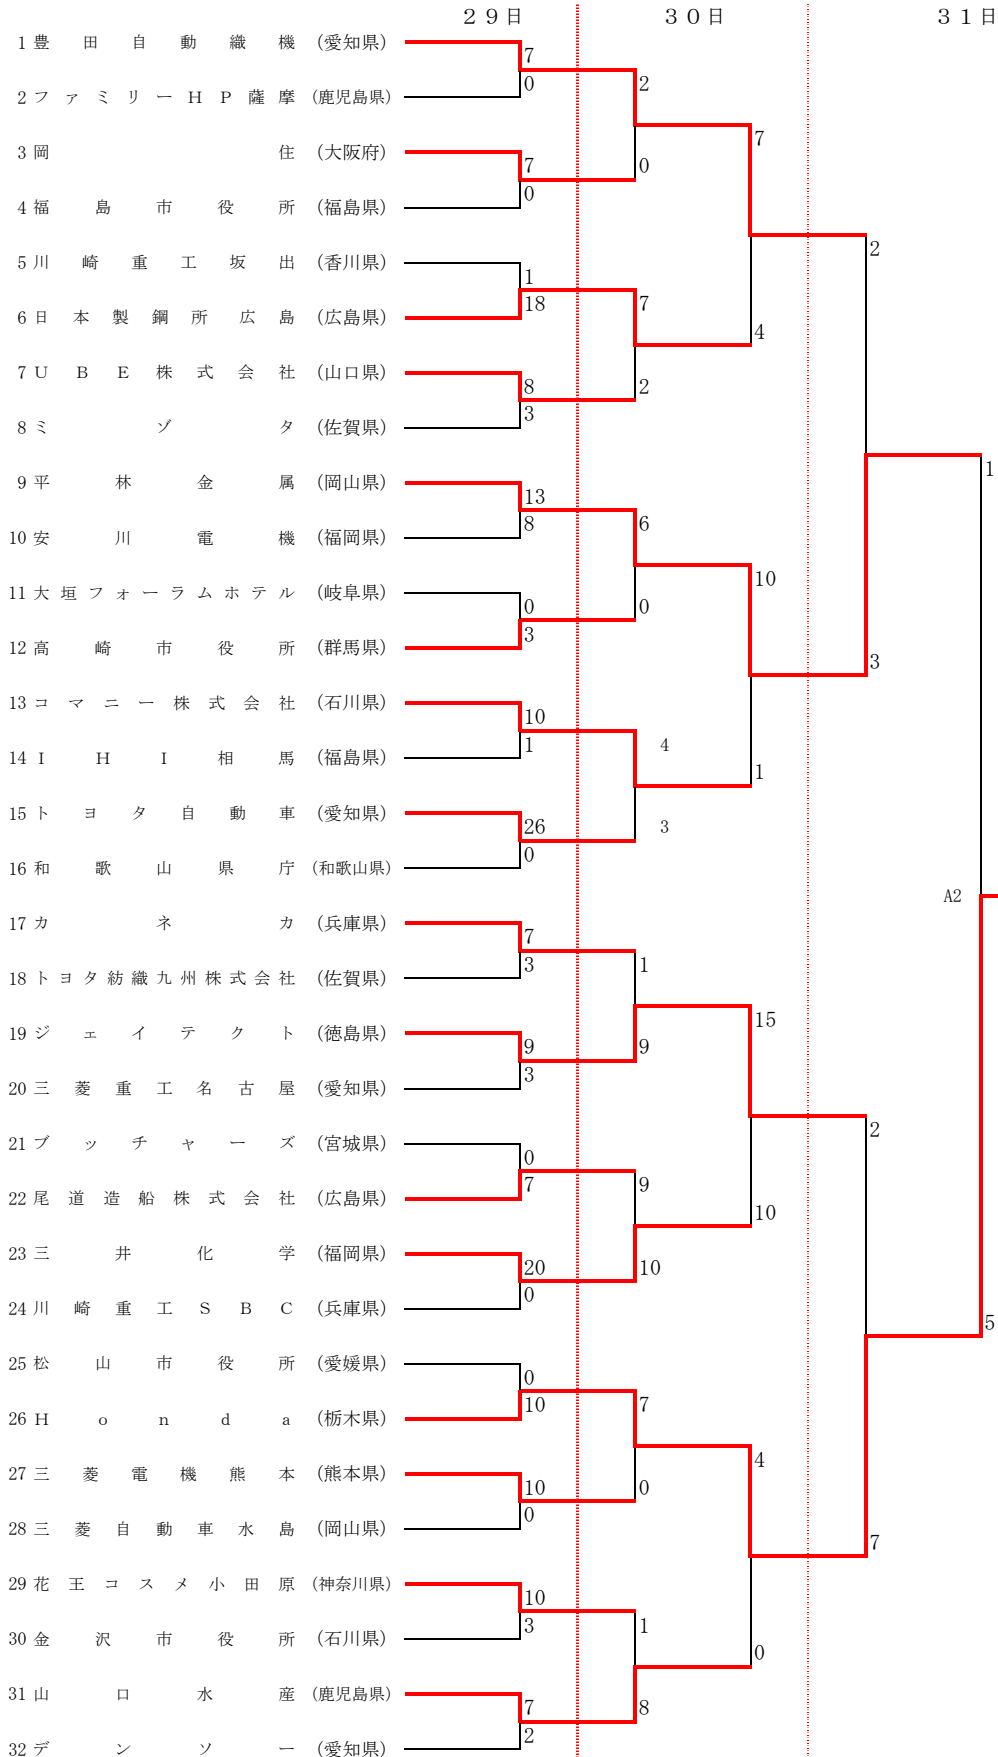 ２９日 ３０日 ３１日
1 豊田自動織機 (愛知県)
7
0
2
2 ファミリーＨＰ薩摩 (鹿児島県)
3 岡住 (大阪府)
7
7
0
0
4 福島市役所 (福島県)
2
5 川崎重工坂出 (香川県)
1
18
7
6 日本製鋼所広島 (広島県)
4
7 ＵＢＥ株式会社 (山口県)
8
2
3
8 ミゾタ (佐賀県)
1
9 平林金属 (岡山県)
13
8
6
10 安川電機 (福岡県)
10
11 大垣フォーラムホテル (岐阜県)
0
0
3
12 高崎市役所 (群馬県)
3
13 コマニー株式会社 (石川県)
10
1
4
14 ＩＨＩ相馬 (福島県)
1
15 トヨタ自動車 (愛知県)
26
3
0
16 和歌山県庁 (和歌山県)
A2
17 カネカ (兵庫県)
7
3
1
18 トヨタ紡織九州株式会社 (佐賀県)
15
19 ジェイテクト (徳島県)
9
9
3
20 三菱重工名古屋 (愛知県)
2
21 ブッチャーズ (宮城県)
0
7
9
22 尾道造船株式会社 (広島県)
10
23 三井化学 (福岡県)
20
10
0
24 川崎重工ＳＢＣ (兵庫県)
5
25 松山市役所 (愛媛県)
0
10
7
26 Ｈｏｎｄａ (栃木県)
4
27 三菱電機熊本 (熊本県)
10
0
0
28 三菱自動車水島 (岡山県)
7
29 花王コスメ小田原 (神奈川県)
10
3
1
30 金沢市役所 (石川県)
0
31 山口水産 (鹿児島県)
7
8
2
32 デンソー (愛知県)